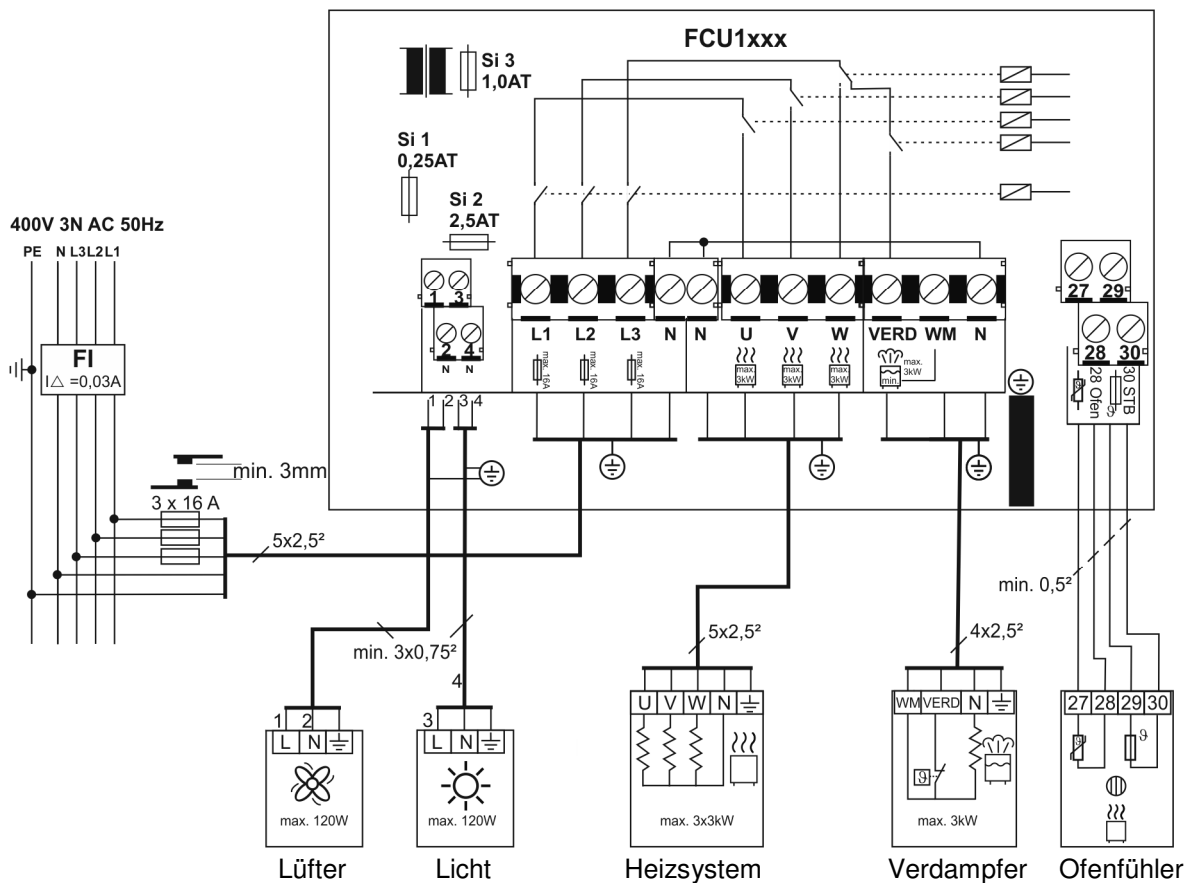 FCU1xxx
Si 3
1,0AT
Si 1
0,25AT
Si 2
2,5AT
400V 3N AC 50Hz
PE N L3 L2 L1
FI
I△ =0,03A
1 3
2 4
N N
L1 L2 L3 N N U V W VERD WM N
max. 16A
max. 16A
max. 16A
max. 3kW
max. 3kW
max. 3kW
min.
max. 3kW
27 29
28 30
28 Ofen
30 STB
ϑ
1 2 3 4
min. 3mm
3 x 16 A
5x2,5²
min. 3x0,75²
5x2,5²
4x2,5²
min. 0,5²
4
1 2
L N
max. 120W
Lüfter
3
L N
max. 120W
Licht
U V W N
max. 3x3kW
Heizsystem
WM VERD N
ϑ
max. 3kW
Verdampfer
27 28 29 30
ϑ
ϑ
Ofenfühler